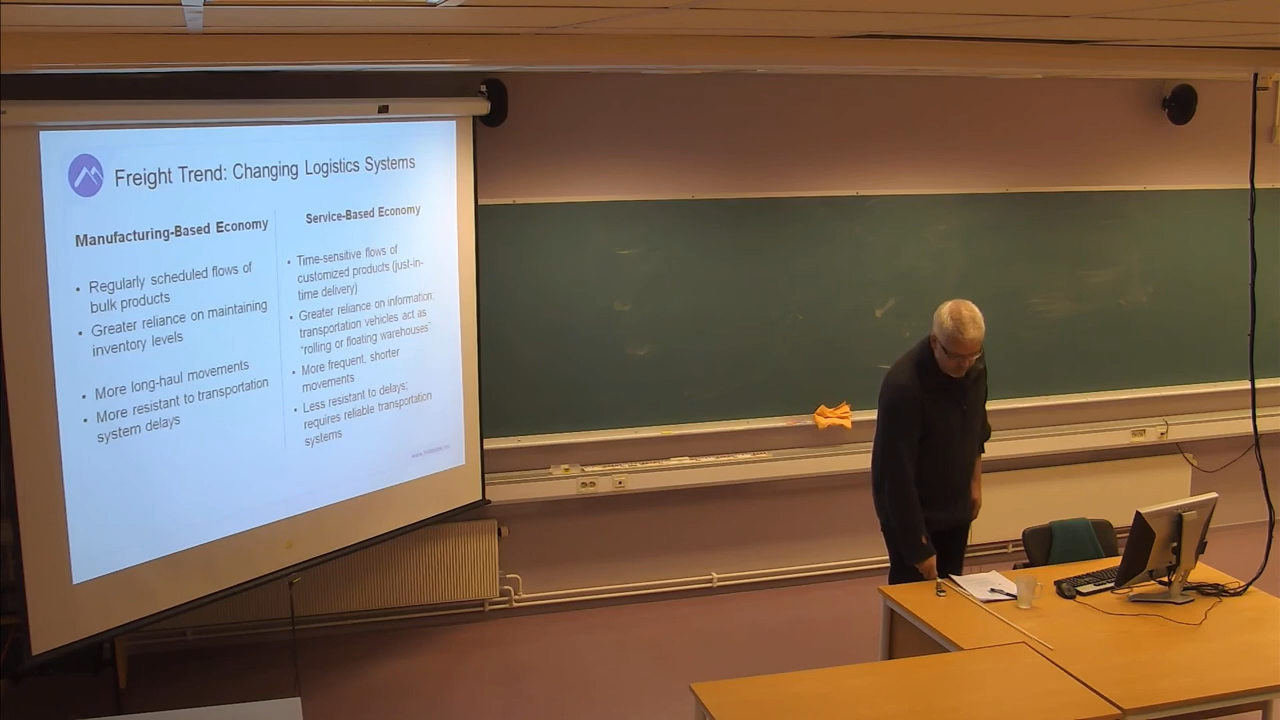 Freight Trend: Changing Logistics Systems
Manufacturing-Based Economy
• Regularly scheduled flows of
bulk products
• Greater reliance on maintaining
inventory levels
• More long-haul movements
• More resistant to transportation
system delays
Service-Based Economy
• Time-sensitive flows of
customized products (just-in-
time delivery)
• Greater reliance on information;
transportation vehicles act as
"rolling or floating warehouses"
• More frequent, shorter
movements
• Less resistant to delays;
requires reliable transportation
systems